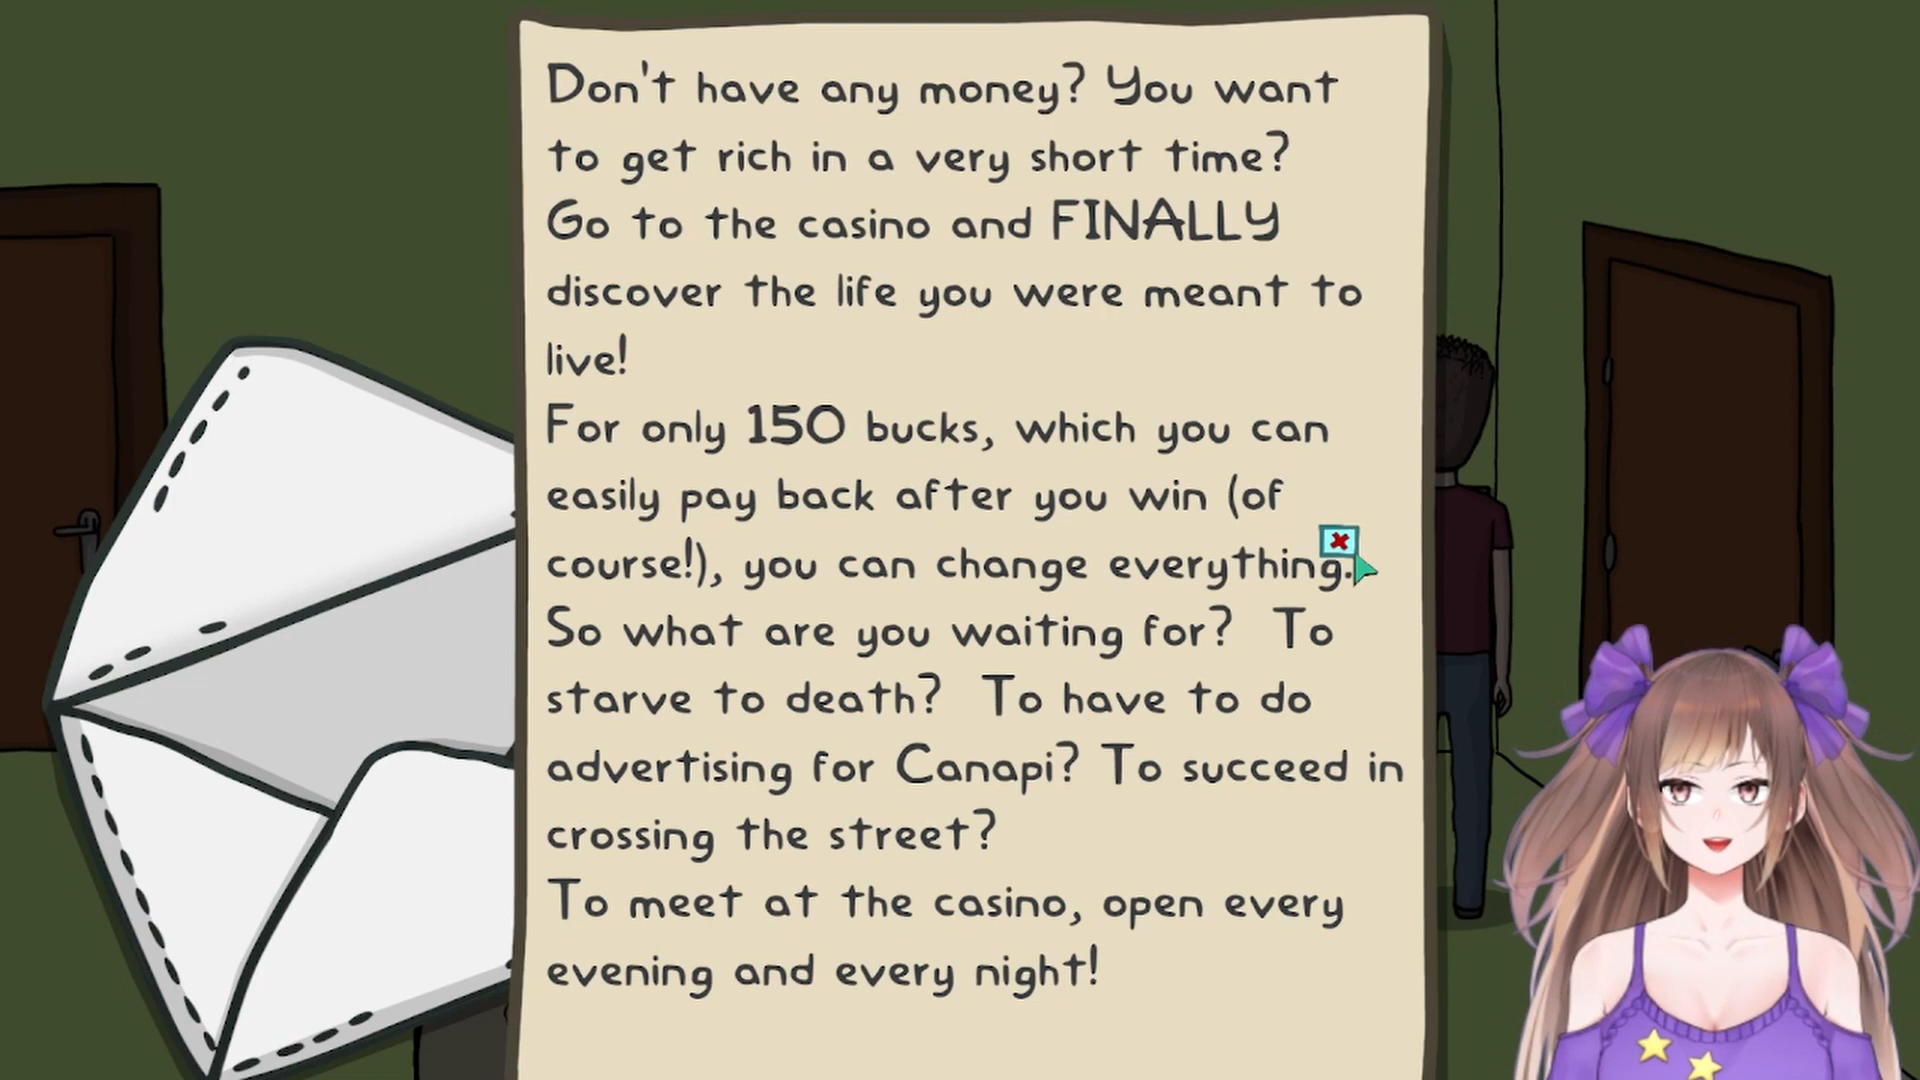 Don't have any money? You want
to get rich in a very short time?
Go to the casino and FINALLY
discover the life you were meant to
live!
For only 150 bucks, which you can
easily pay back after you win (of
course!), you can change everything.
So what are you waiting for?  To
starve to death?  To have to do
advertising for Canapi? To succeed in
crossing the street?
To meet at the casino, open every
evening and every night!